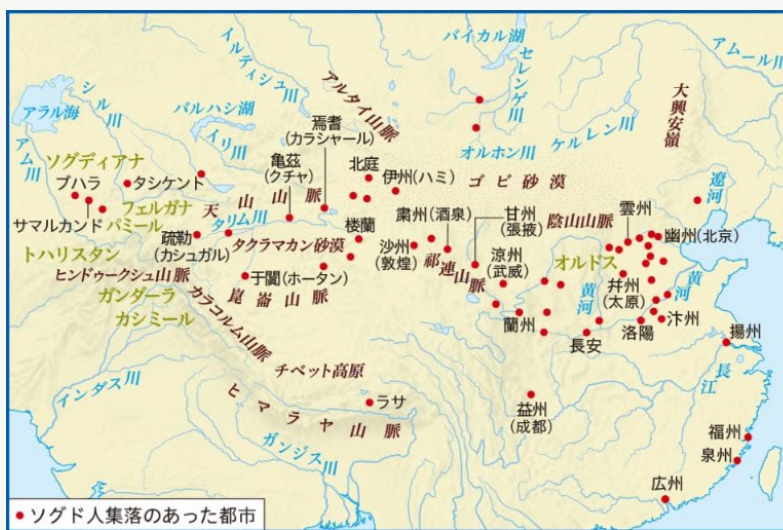 バイカル湖
セレンゲ川
アムール川
イルティシュ川
アルタイ山脈
大興安嶺
シル川
バルハシ湖
アラル海
イリ川
焉耆
(カラシャール)
ケルレン川
アム川
オルホン川
ソグディアナ
亀茲
(クチャ)
北庭
伊州(ハミ)
ゴビ砂漠
遼河
ブハラ
タシケント
天山山脈
サマルカンド
フェルガナ
パミール
タリム川
楼蘭
粛州(酒泉)
甘州
(張掖)
陰山山脈
雲州
幽州(北京)
トハリスタン
疏勒
(カシュガル)
タクラマカン砂漠
沙州
(敦煌)
祁連山脈
涼州
(武威)
オルドス
ヒンドゥークシュ山脈
于闐(ホータン)
崑崙山脈
幷州
(太原)
黄河
黄河
ガンダーラ
カシミール
カラコルム山脈
蘭州
長安
洛陽
汴州
揚州
チベット高原
長江
インダス川
ヒマラヤ山脈
ラサ
益州
(成都)
ガンジス川
福州
泉州
広州
ソグド人集落のあった都市